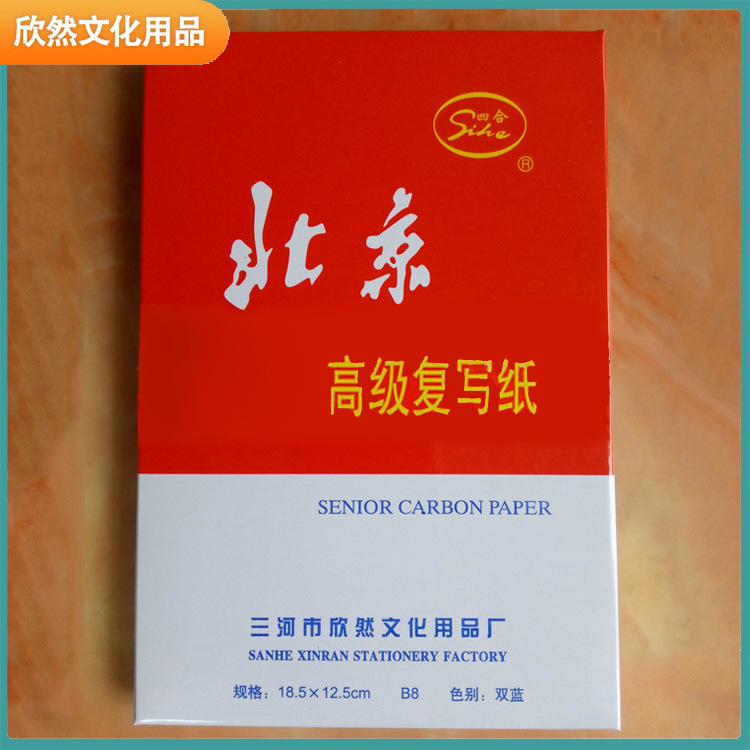 欣然文化用品
四合
Sihe
®
北京
高级复写纸
SENIOR CARBON PAPER
三河市欣然文化用品厂
SANHE XINRAN STATIONERY FACTORY
规格：18.5×12.5cm B8 色别：双蓝